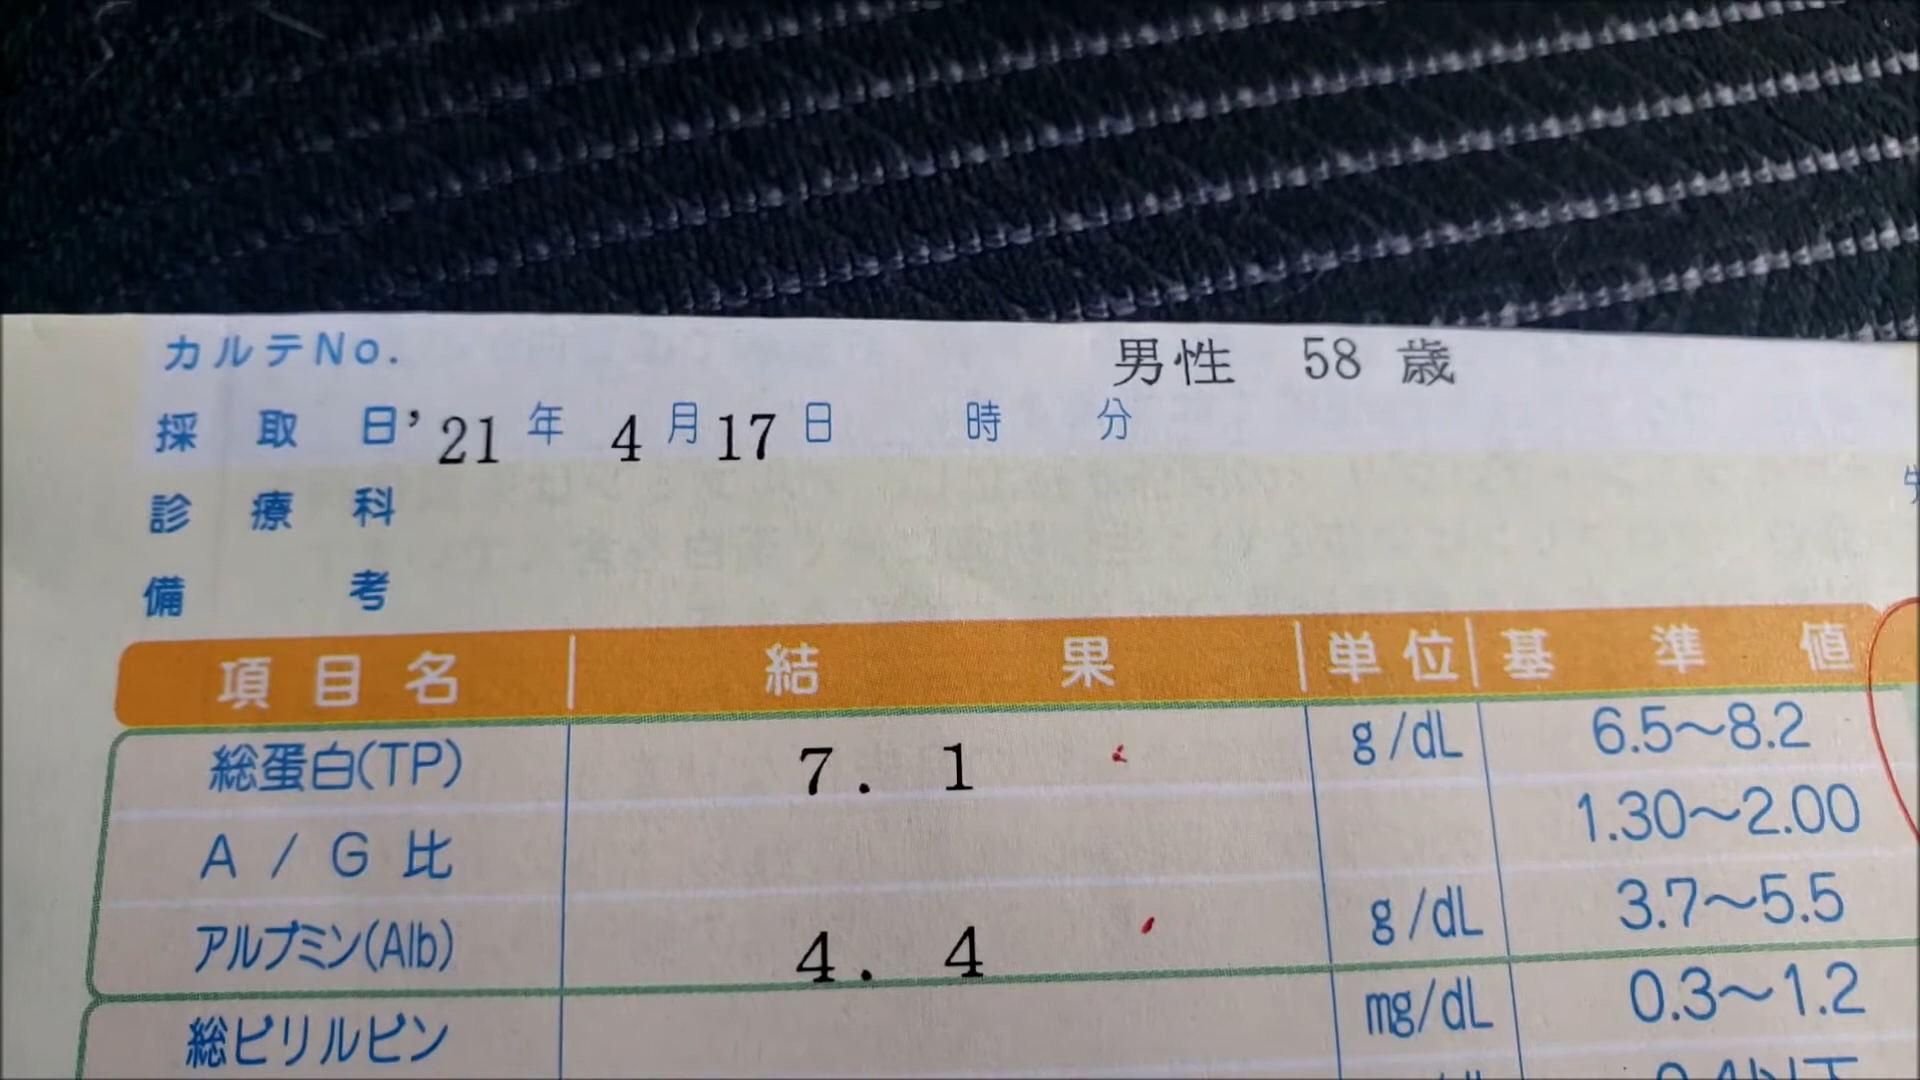 カルテNo. 男性 58 歳
採取日 '21 年 4 月 17 日 時 分
診療科
備考
項目名 結果 単位 基準値
総蛋白(TP) 7.1 g/dL 6.5～8.2
A/G比 1.30～2.00
アルブミン(Alb) 4.4 g/dL 3.7～5.5
総ビリルビン mg/dL 0.3～1.2